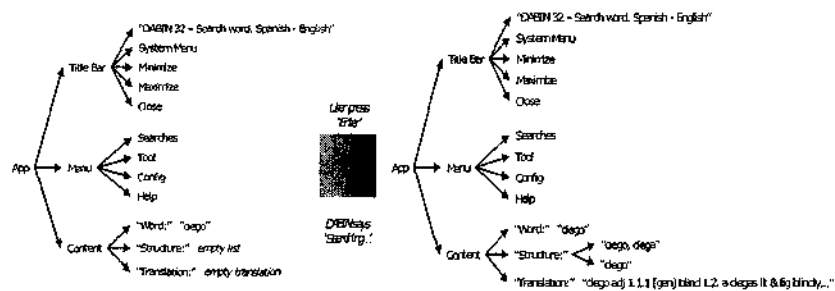 "DABIN 32 - Search word. Spanish - English"
System Menu
Title Bar
Minimize
Maximize
Close
Searches
Tool
App
Menu
Config
Help
"Word:" "ciego"
Content
"Structure:" empty list
"Translation:" empty translation
User press
"Enter"
says
"Searching..."
"DABIN 32 - Search word. Spanish - English"
System Menu
Title Bar
Minimize
Maximize
Close
Searches
Tool
App
Menu
Config
Help
"Word:" "ciego"
"ciego, ciega"
Content
"Structure:"
"ciego"
"Translation:" "ciego adj 1. 1.1 [gen] blind 1.2. a ciegas lit & fig blindly,..."